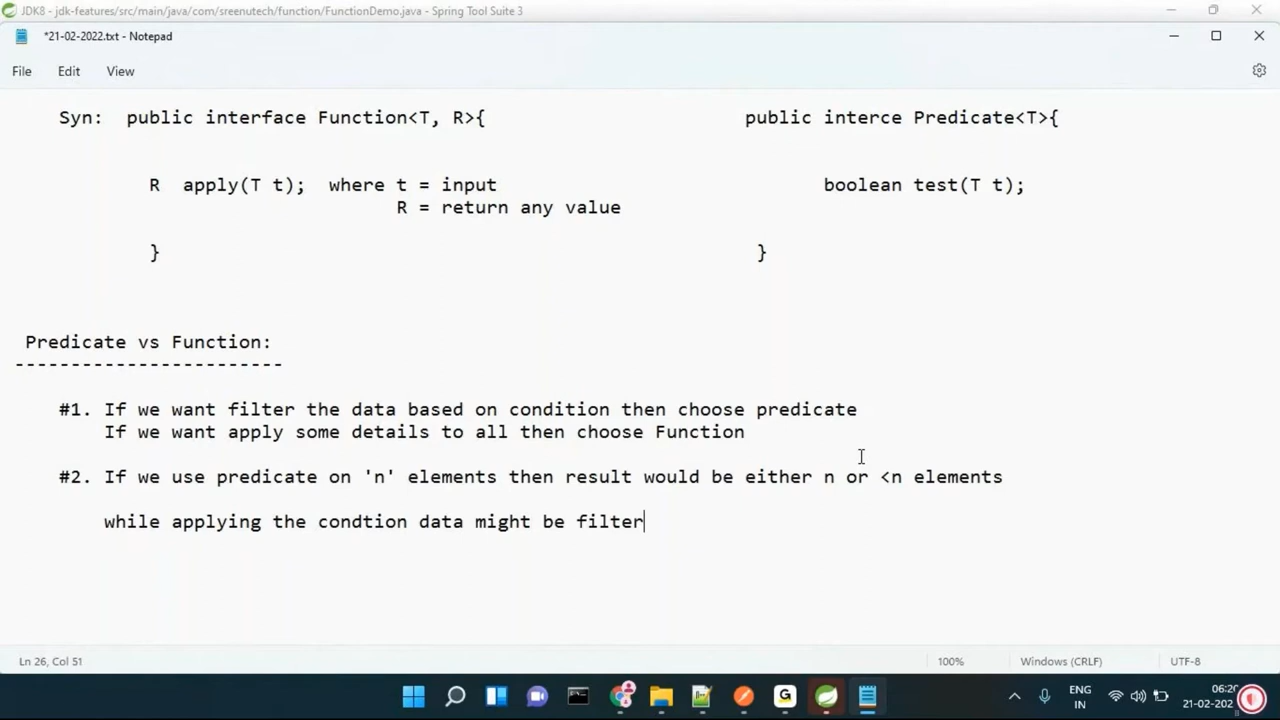 JDK8 - jdk-features/src/main/java/com/sreenutech/function/FunctionDemo.java - Spring Tool Suite 3
*21-02-2022.txt - Notepad
File Edit View
Syn: public interface Function<T, R>{ public interce Predicate<T>{
R apply(T t); where t = input boolean test(T t);
R = return any value
} }
Predicate vs Function:
------------------------
#1. If we want filter the data based on condition then choose predicate
If we want apply some details to all then choose Function
#2. If we use predicate on 'n' elements then result would be either n or <n elements
while applying the condtion data might be filter
Ln 26, Col 51 100% Windows (CRLF) UTF-8
ENG
IN